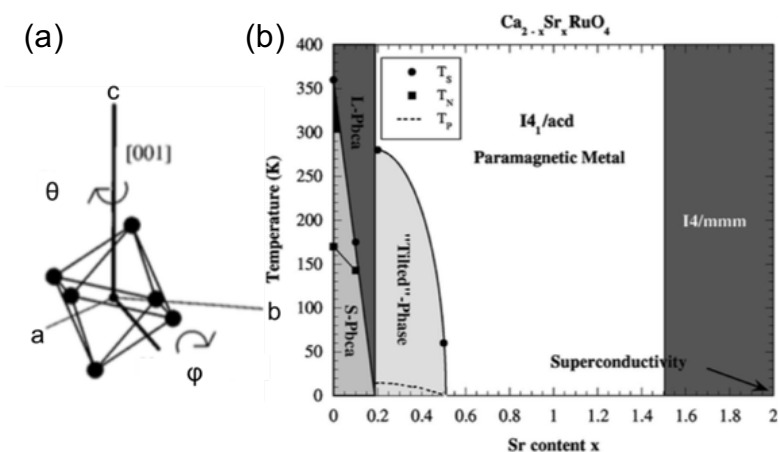 (a)
c
[001]
θ
a
b
φ
(b)
Ca2-xSrxRuO4
400
350
300
250
200
150
100
50
0
Temperature (K)
TS
TN
TP
L-Pbca
S-Pbca
"Tilted"-Phase
I41/acd
Paramagnetic Metal
I4/mmm
Superconductivity
0
0.2
0.4
0.6
0.8
1
1.2
1.4
1.6
1.8
2
Sr content x